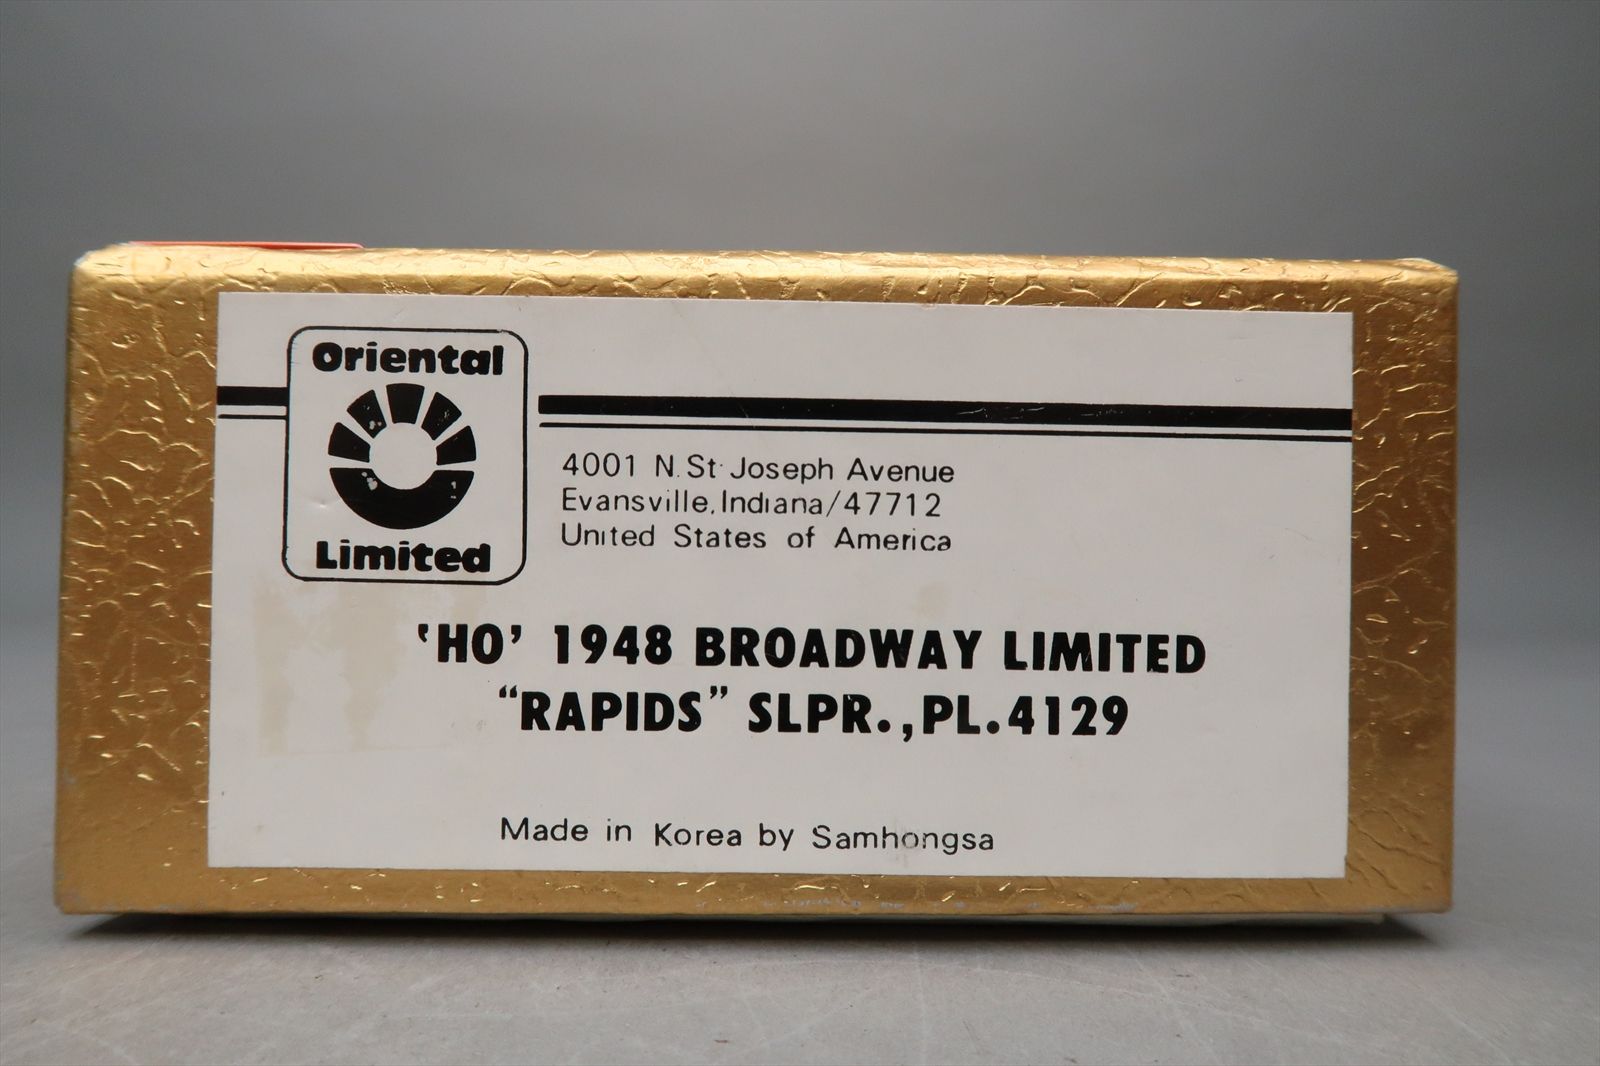 Oriental
Limited
4001 N. St. Joseph Avenue
Evansville, Indiana/47712
United States of America
'HO' 1948 BROADWAY LIMITED
"RAPIDS" SLPR., PL. 4129
Made in Korea by Samhongsa